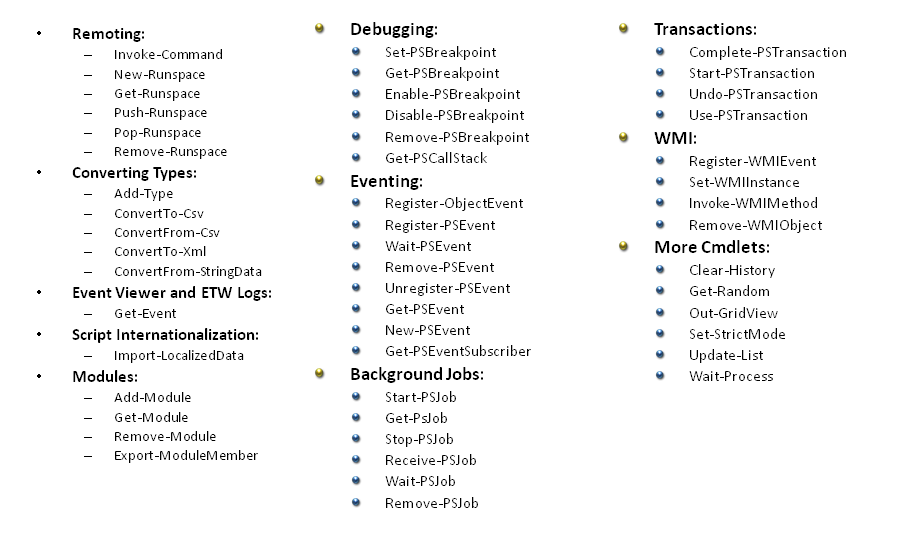 Remoting:
Invoke-Command
New-Runspace
Get-Runspace
Push-Runspace
Pop-Runspace
Remove-Runspace
Converting Types:
Add-Type
ConvertTo-Csv
ConvertFrom-Csv
ConvertTo-Xml
ConvertFrom-StringData
Event Viewer and ETW Logs:
Get-Event
Script Internationalization:
Import-LocalizedData
Modules:
Add-Module
Get-Module
Remove-Module
Export-ModuleMember
Debugging:
Set-PSBreakpoint
Get-PSBreakpoint
Enable-PSBreakpoint
Disable-PSBreakpoint
Remove-PSBreakpoint
Get-PSCallStack
Eventing:
Register-ObjectEvent
Register-PSEvent
Wait-PSEvent
Remove-PSEvent
Unregister-PSEvent
Get-PSEvent
New-PSEvent
Get-PSEventSubscriber
Background Jobs:
Start-PSJob
Get-PsJob
Stop-PSJob
Receive-PSJob
Wait-PSJob
Remove-PSJob
Transactions:
Complete-PSTransaction
Start-PSTransaction
Undo-PSTransaction
Use-PSTransaction
WMI:
Register-WMIEvent
Set-WMIInstance
Invoke-WMIMethod
Remove-WMIObject
More Cmdlets:
Clear-History
Get-Random
Out-GridView
Set-StrictMode
Update-List
Wait-Process